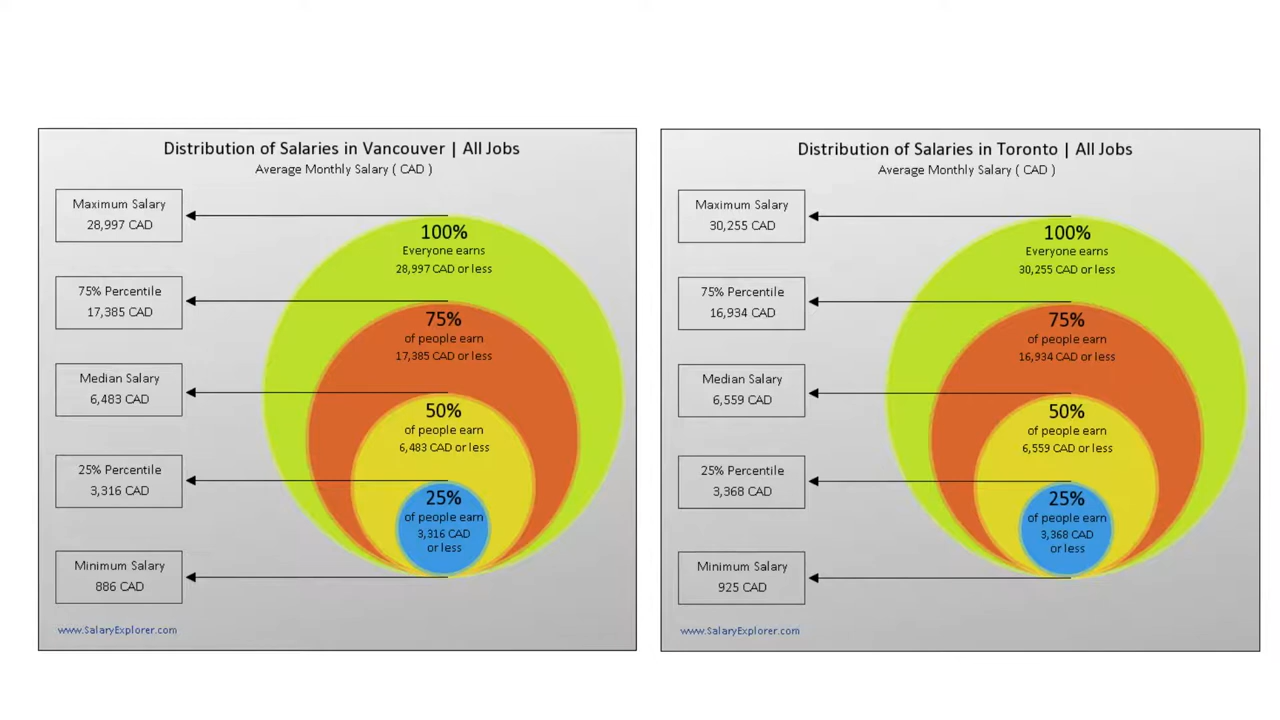 Distribution of Salaries in Vancouver | All Jobs
Average Monthly Salary ( CAD )
Maximum Salary
28,997 CAD
75% Percentile
17,385 CAD
Median Salary
6,483 CAD
25% Percentile
3,316 CAD
Minimum Salary
886 CAD
100%
Everyone earns
28,997 CAD or less
75%
of people earn
17,385 CAD or less
50%
of people earn
6,483 CAD or less
25%
of people earn
3,316 CAD
or less
www.SalaryExplorer.com
Distribution of Salaries in Toronto | All Jobs
Average Monthly Salary ( CAD )
Maximum Salary
30,255 CAD
75% Percentile
16,934 CAD
Median Salary
6,559 CAD
25% Percentile
3,368 CAD
Minimum Salary
925 CAD
100%
Everyone earns
30,255 CAD or less
75%
of people earn
16,934 CAD or less
50%
of people earn
6,559 CAD or less
25%
of people earn
3,368 CAD
or less
www.SalaryExplorer.com